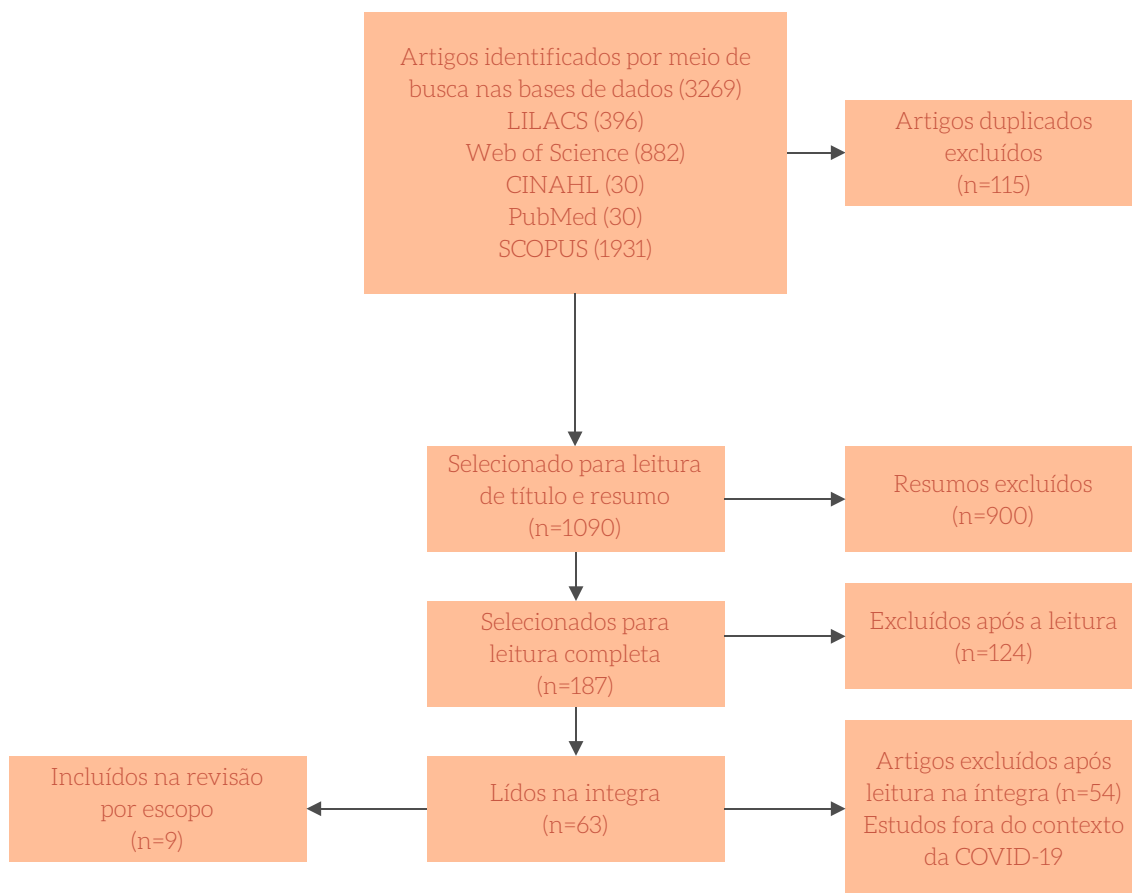 Artigos identificados por meio de
busca nas bases de dados (3269)
LILACS (396)
Web of Science (882)
CINAHL (30)
PubMed (30)
SCOPUS (1931)
Artigos duplicados
excluídos
(n=115)
Selecionado para leitura
de título e resumo
(n=1090)
Resumos excluídos
(n=900)
Selecionados para
leitura completa
(n=187)
Excluídos após a leitura
(n=124)
Incluídos na revisão
por escopo
(n=9)
Lídos na integra
(n=63)
Artigos excluídos após
leitura na íntegra (n=54)
Estudos fora do contexto
da COVID-19